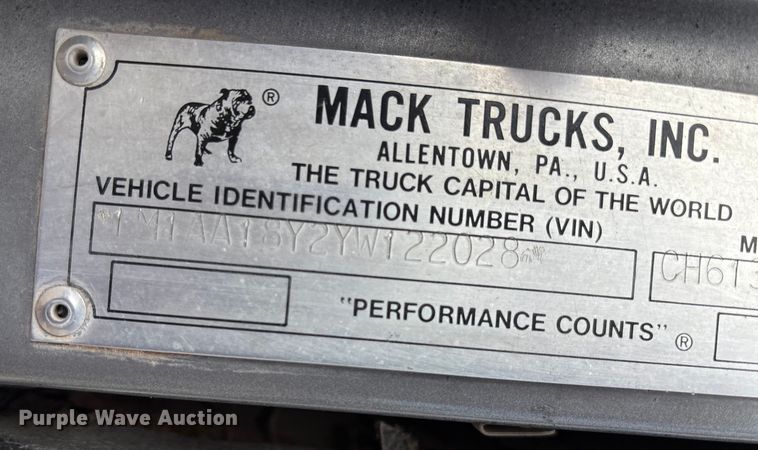 ®
MACK TRUCKS, INC.
ALLENTOWN, PA., U.S.A.
THE TRUCK CAPITAL OF THE WORLD
VEHICLE IDENTIFICATION NUMBER (VIN) M
*1M1AA18Y2YW122028* CH613
"PERFORMANCE COUNTS" ®
Purple Wave Auction